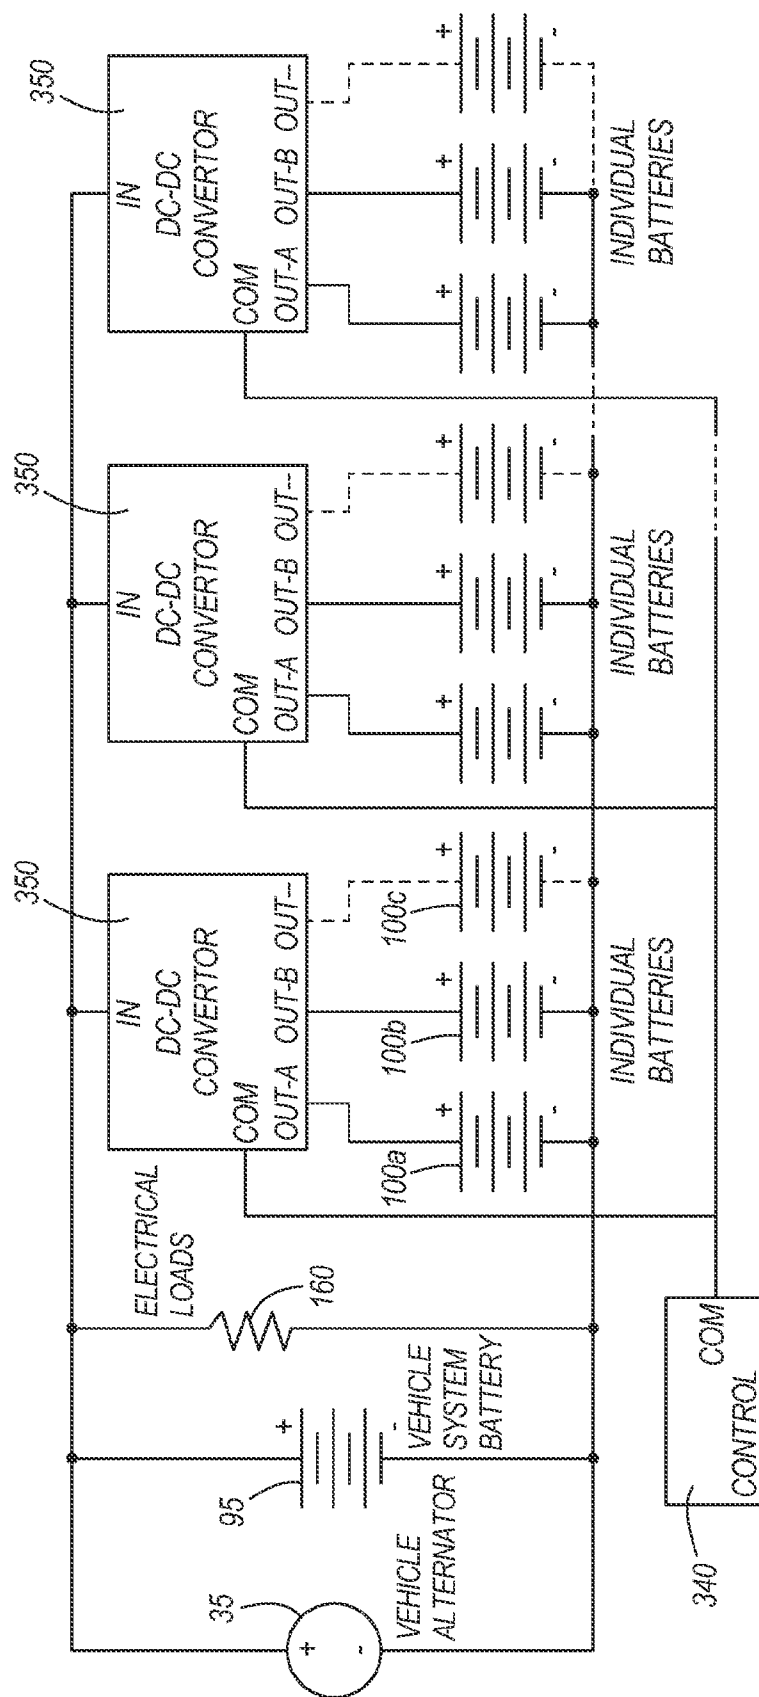 35
VEHICLE
ALTERNATOR
+
-
95
VEHICLE
SYSTEM
BATTERY
+
-
ELECTRICAL
LOADS
160
350
IN
DC-DC
CONVERTOR
COM
OUT-A OUT-B OUT--
100a
100b
100c
+ + +
- - -
INDIVIDUAL
BATTERIES
350
IN
DC-DC
CONVERTOR
COM
OUT-A OUT-B OUT--
+ + +
- - -
INDIVIDUAL
BATTERIES
350
IN
DC-DC
CONVERTOR
COM
OUT-A OUT-B OUT--
+ + +
- - -
INDIVIDUAL
BATTERIES
340
COM
CONTROL